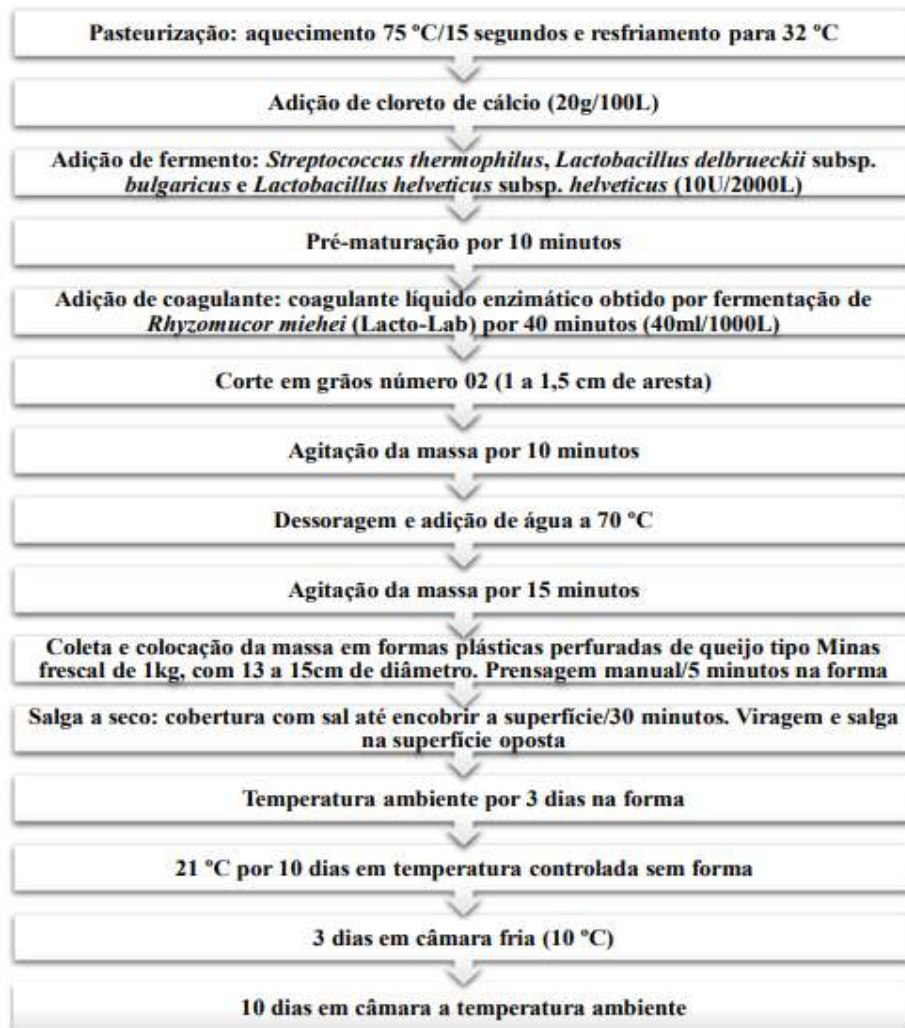 Pasteurização: aquecimento 75 ºC/15 segundos e resfriamento para 32 ºC
Adição de cloreto de cálcio (20g/100L)
Adição de fermento: Streptococcus thermophilus, Lactobacillus delbrueckii subsp.
bulgaricus e Lactobacillus helveticus subsp. helveticus (10U/2000L)
Pré-maturação por 10 minutos
Adição de coagulante: coagulante líquido enzimático obtido por fermentação de
Rhyzomucor miehei (Lacto-Lab) por 40 minutos (40ml/1000L)
Corte em grãos número 02 (1 a 1,5 cm de aresta)
Agitação da massa por 10 minutos
Dessoragem e adição de água a 70 ºC
Agitação da massa por 15 minutos
Coleta e colocação da massa em formas plásticas perfuradas de queijo tipo Minas
frescal de 1kg, com 13 a 15cm de diâmetro. Prensagem manual/5 minutos na forma
Salga a seco: cobertura com sal até encobrir a superfície/30 minutos. Viragem e salga
na superfície oposta
Temperatura ambiente por 3 dias na forma
21 ºC por 10 dias em temperatura controlada sem forma
3 dias em câmara fria (10 ºC)
10 dias em câmara a temperatura ambiente